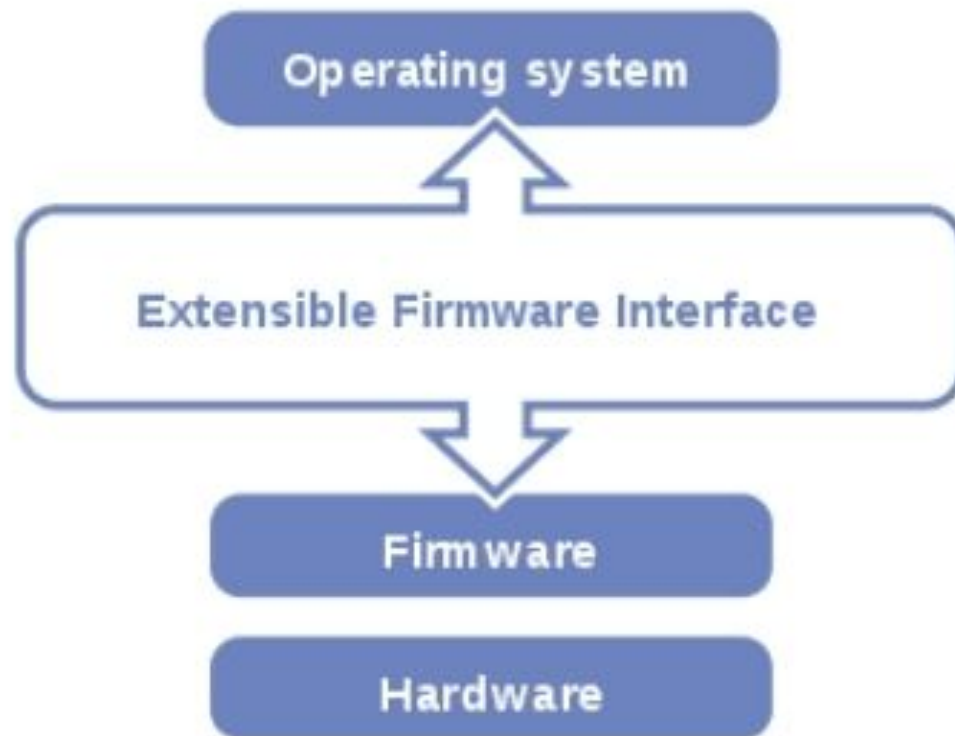 Operating system
Extensible Firmware Interface
Firmware
Hardware